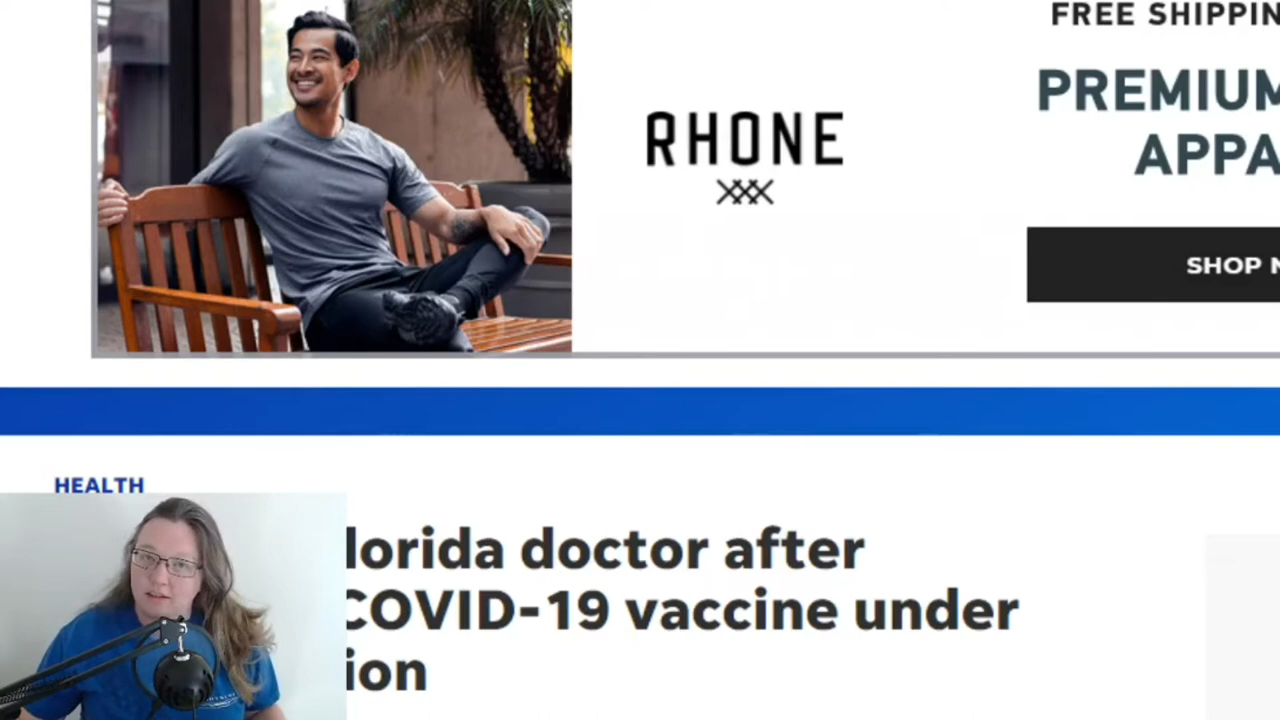 FREE SHIPPIN
PREMIUM
APPA
RHONE
SHOP N
HEALTH
lorida doctor after
COVID-19 vaccine under
ion